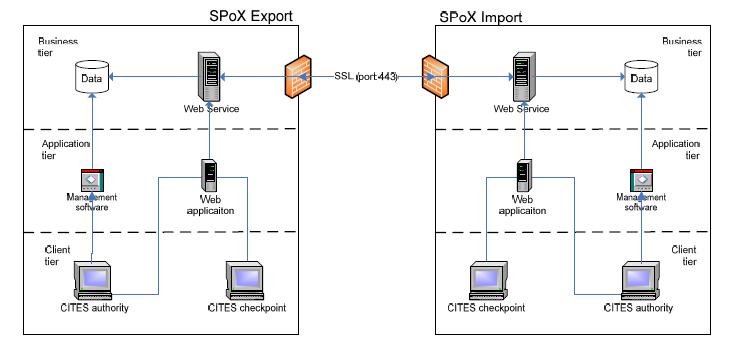 SPoX Export
SPoX Import
Business
tier
Data
Web Service
SSL (port 443)
Web Service
Data
Business
tier
Application
tier
Management
software
Web
applicaiton
Web
applicaiton
Management
software
Application
tier
Client
tier
CITES authority
CITES checkpoint
CITES checkpoint
CITES authority
Client
tier